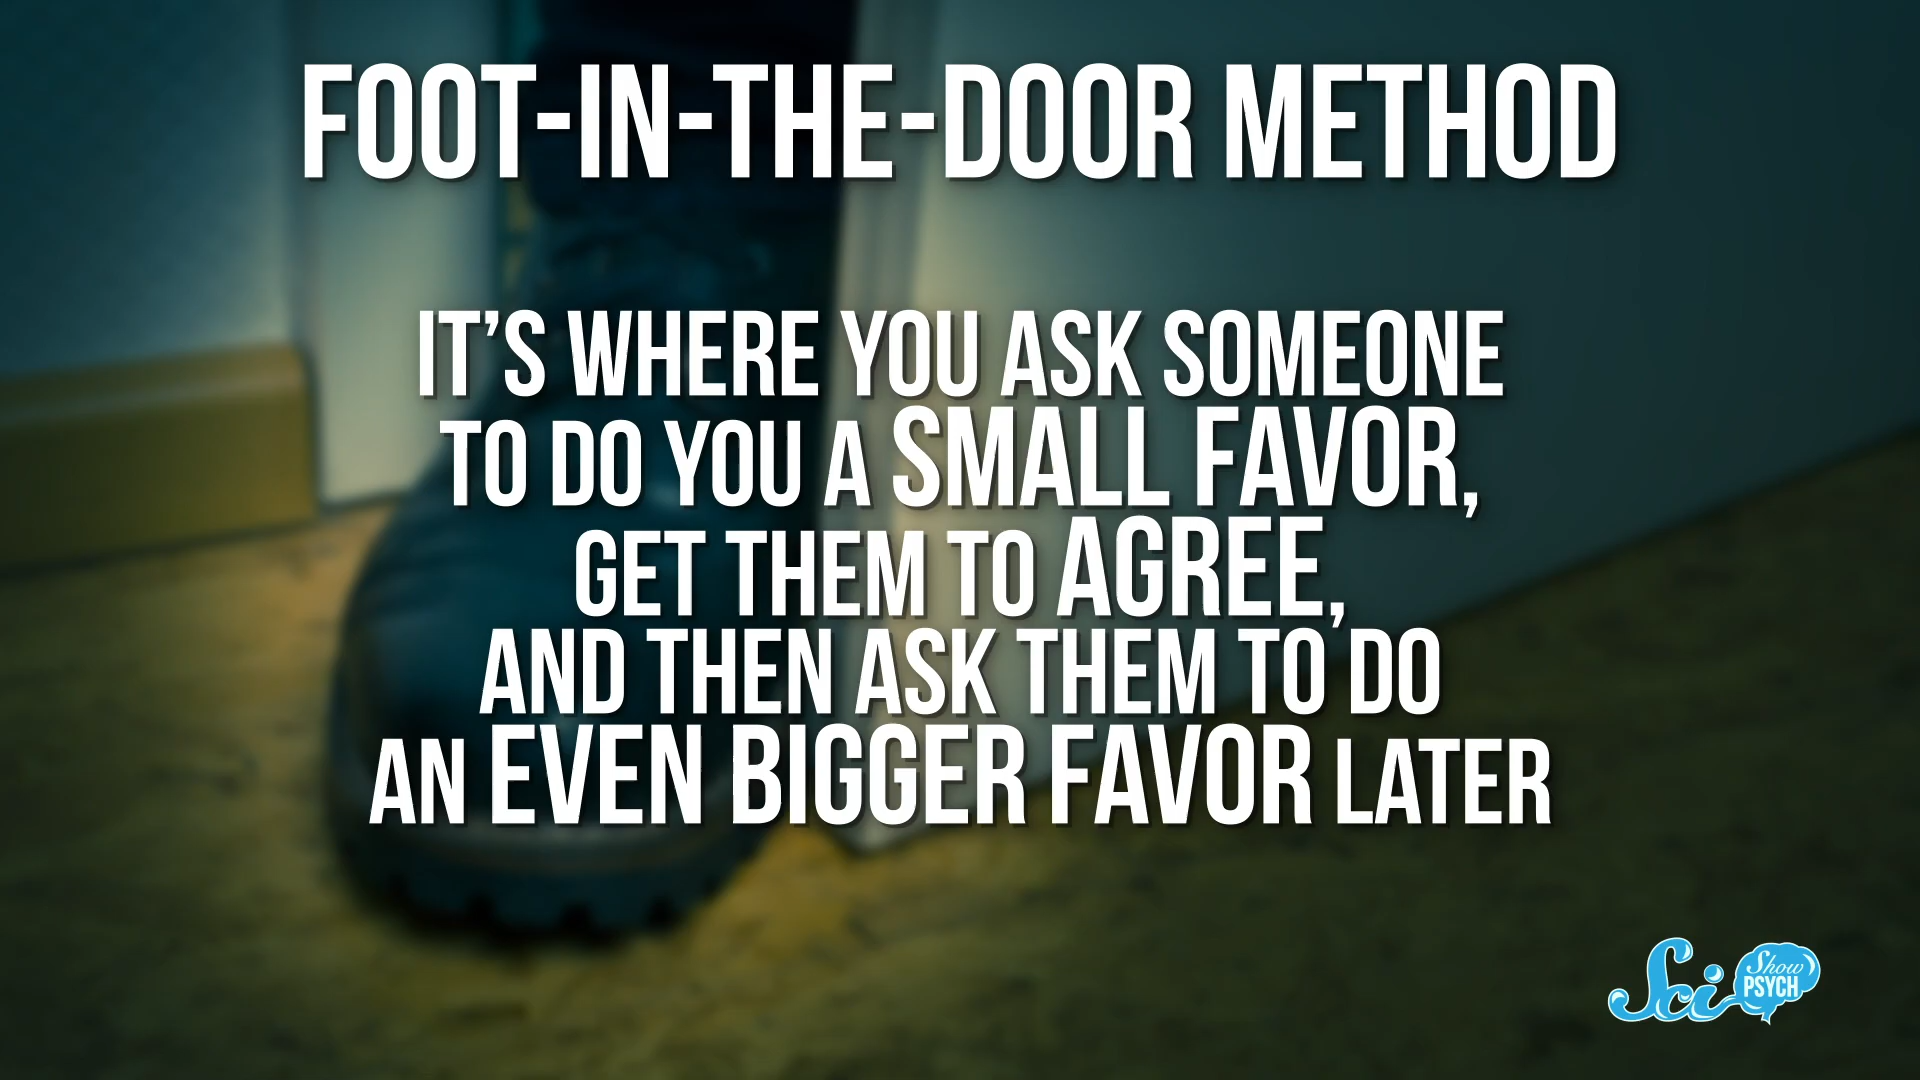 FOOT-IN-THE-DOOR METHOD
IT'S WHERE YOU ASK SOMEONE
TO DO YOU A SMALL FAVOR,
GET THEM TO AGREE,
AND THEN ASK THEM TO DO
AN EVEN BIGGER FAVOR LATER
Sci Show
PSYCH